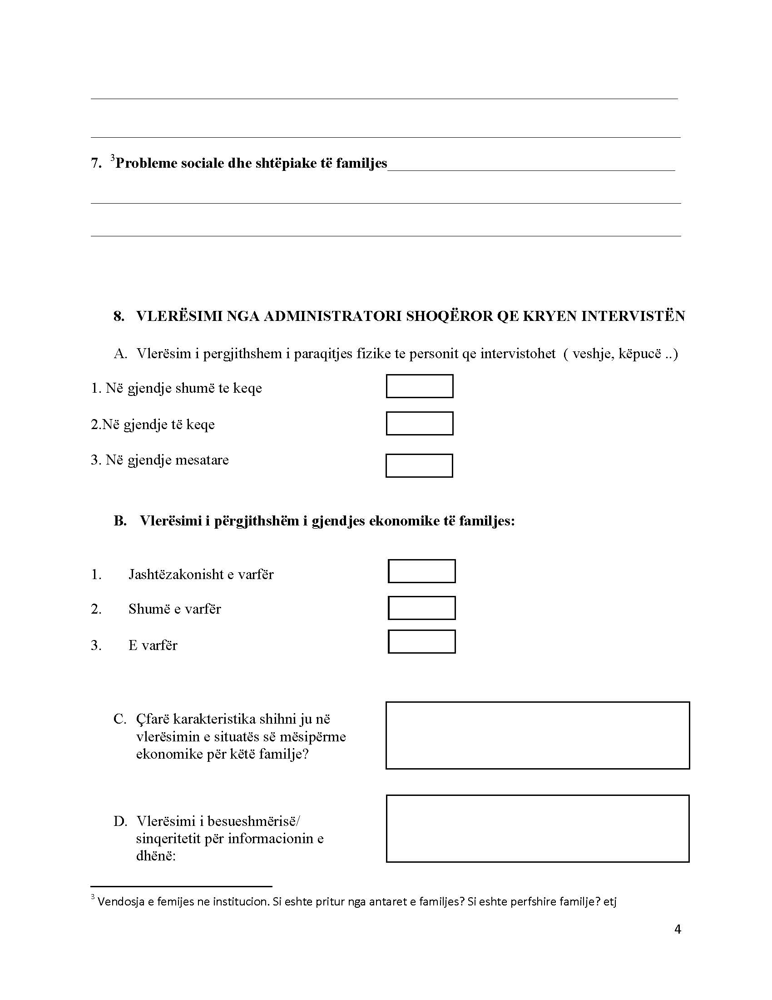 7. ³Probleme sociale dhe shtëpiake të familjes
8. VLERËSIMI NGA ADMINISTRATORI SHOQËROR QE KRYEN INTERVISTËN
A. Vlerësim i pergjithshem i paraqitjes fizike te personit qe intervistohet ( veshje, këpucë ..)
1. Në gjendje shumë te keqe
2.Në gjendje të keqe
3. Në gjendje mesatare
B. Vlerësimi i përgjithshëm i gjendjes ekonomike të familjes:
1. Jashtëzakonisht e varfër
2. Shumë e varfër
3. E varfër
C. Çfarë karakteristika shihni ju në
vlerësimin e situatës së mësipërme
ekonomike për këtë familje?
D. Vlerësimi i besueshmërisë/
sinqeritetit për informacionin e
dhënë:
³ Vendosja e femijes ne institucion. Si eshte pritur nga antaret e familjes? Si eshte perfshire familje? etj
4